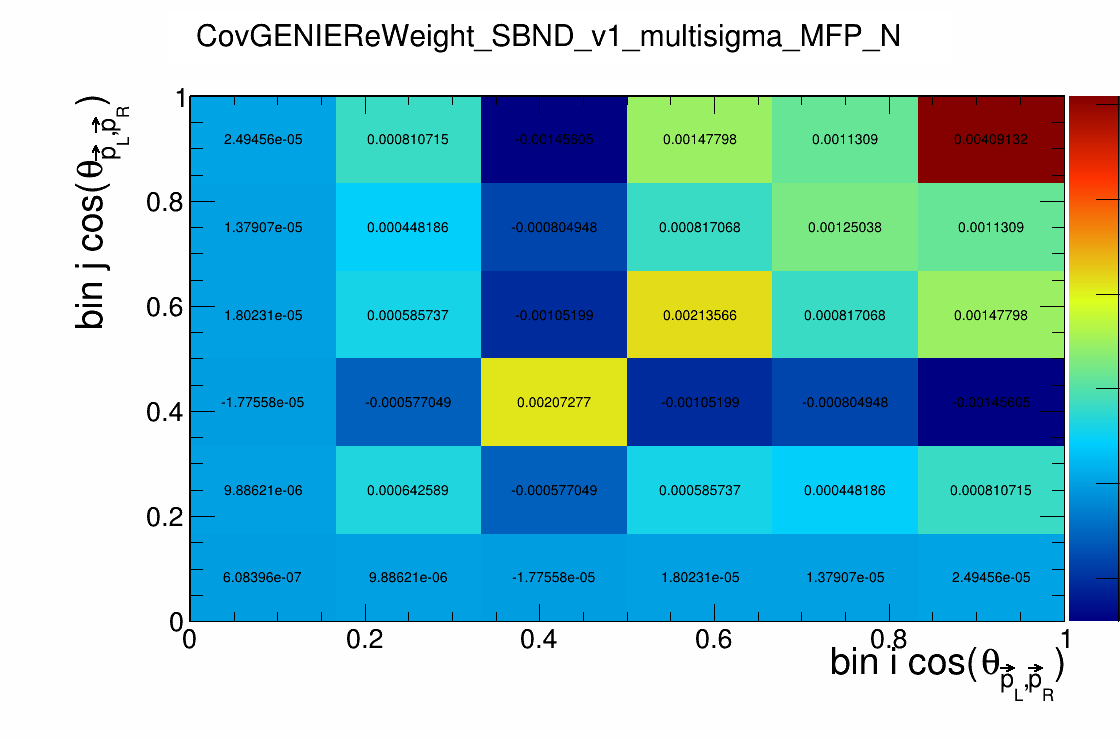 CovGENIEReWeight_SBND_v1_multisigma_MFP_N
bin j cos(θ p⃗L,p⃗R)
1
0.8
0.6
0.4
0.2
0
2.49456e-05 0.000810715 -0.00145605 0.00147798 0.0011309 0.00409132
1.37907e-05 0.000448186 -0.000804948 0.000817068 0.00125038 0.0011309
1.80231e-05 0.000585737 -0.00105199 0.00213566 0.000817068 0.00147798
-1.77558e-05 -0.000577049 0.00207277 -0.00105199 -0.000804948 -0.00145605
9.88621e-06 0.000642589 -0.000577049 0.000585737 0.000448186 0.000810715
6.08396e-07 9.88621e-06 -1.77558e-05 1.80231e-05 1.37907e-05 2.49456e-05
0 0.2 0.4 0.6 0.8 1
bin i cos(θ p⃗L,p⃗R)